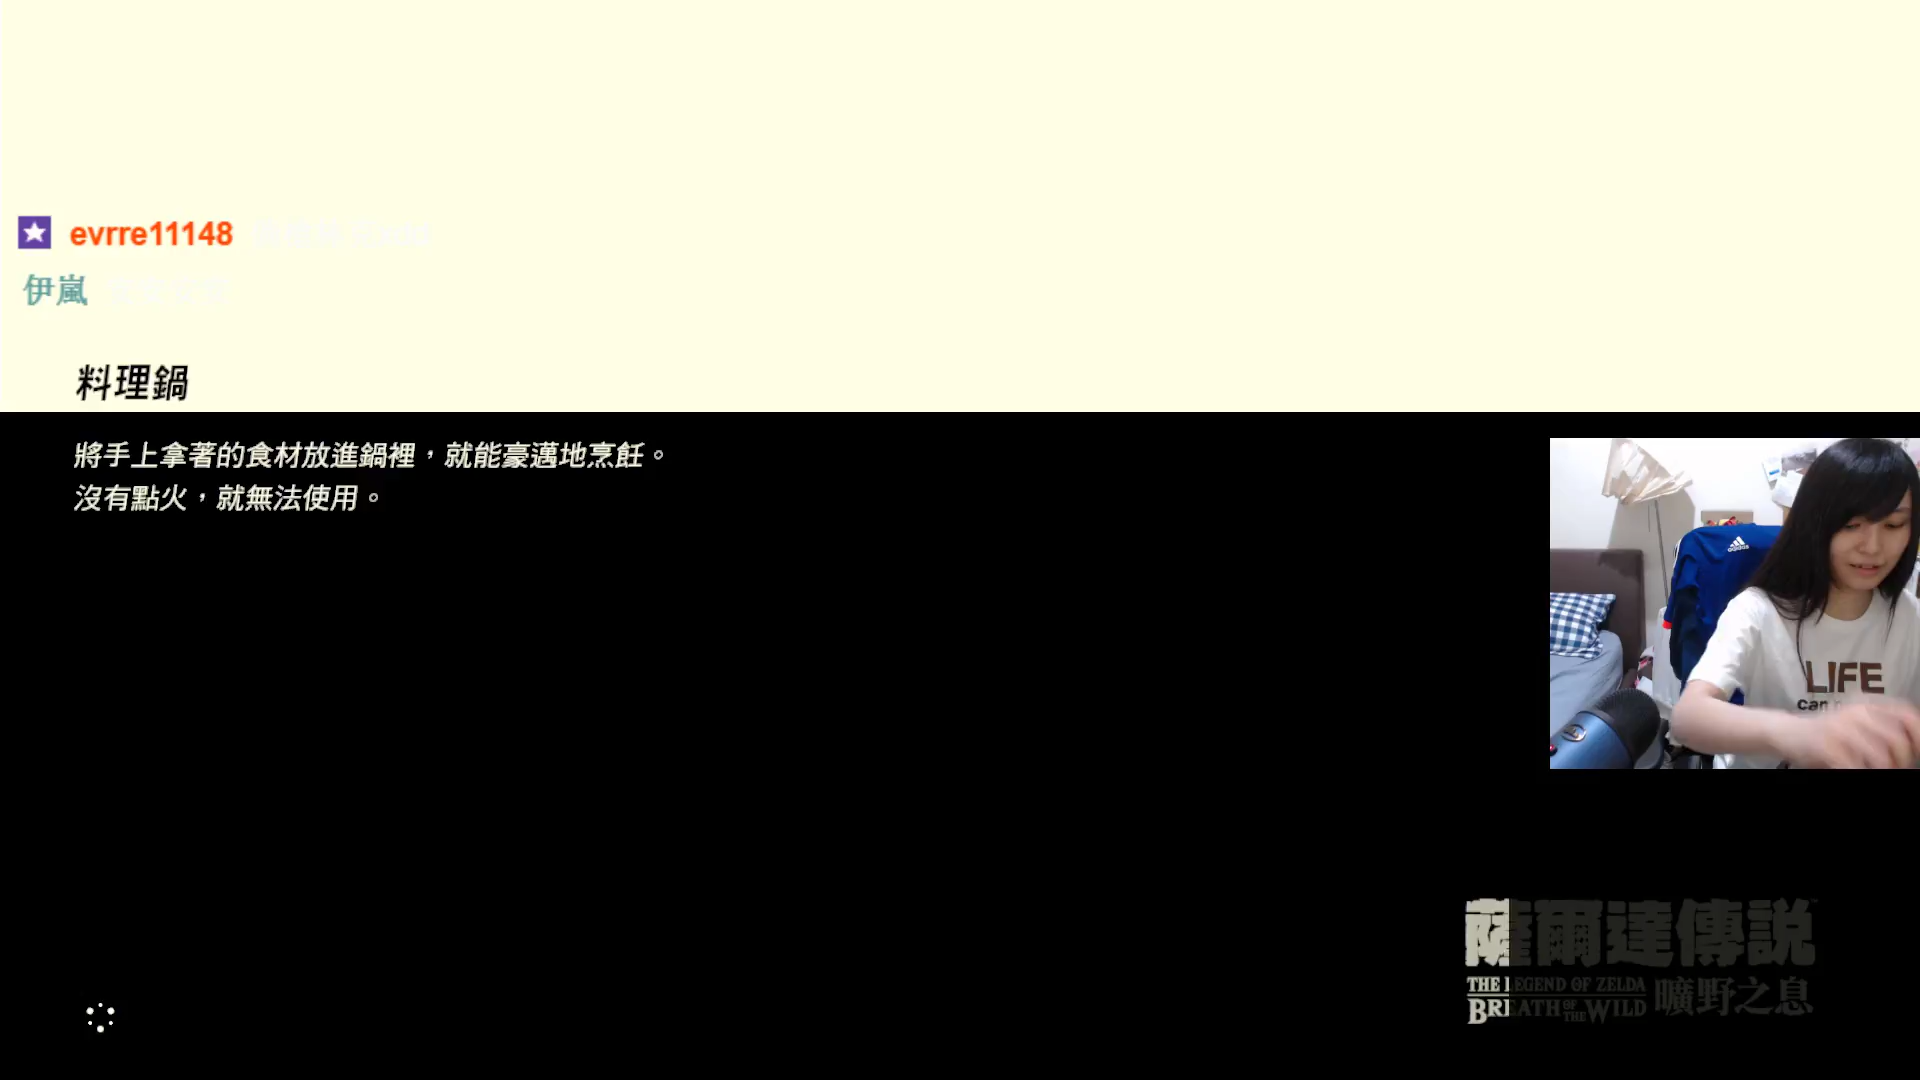 evrre11148
伊嵐
料理鍋
將手上拿著的食材放進鍋裡,就能豪邁地烹飪。
沒有點火,就無法使用。
adidas
LIFE
薩爾達傳說
THE LEGEND OF ZELDA
BREATH OF THE WILD 曠野之息